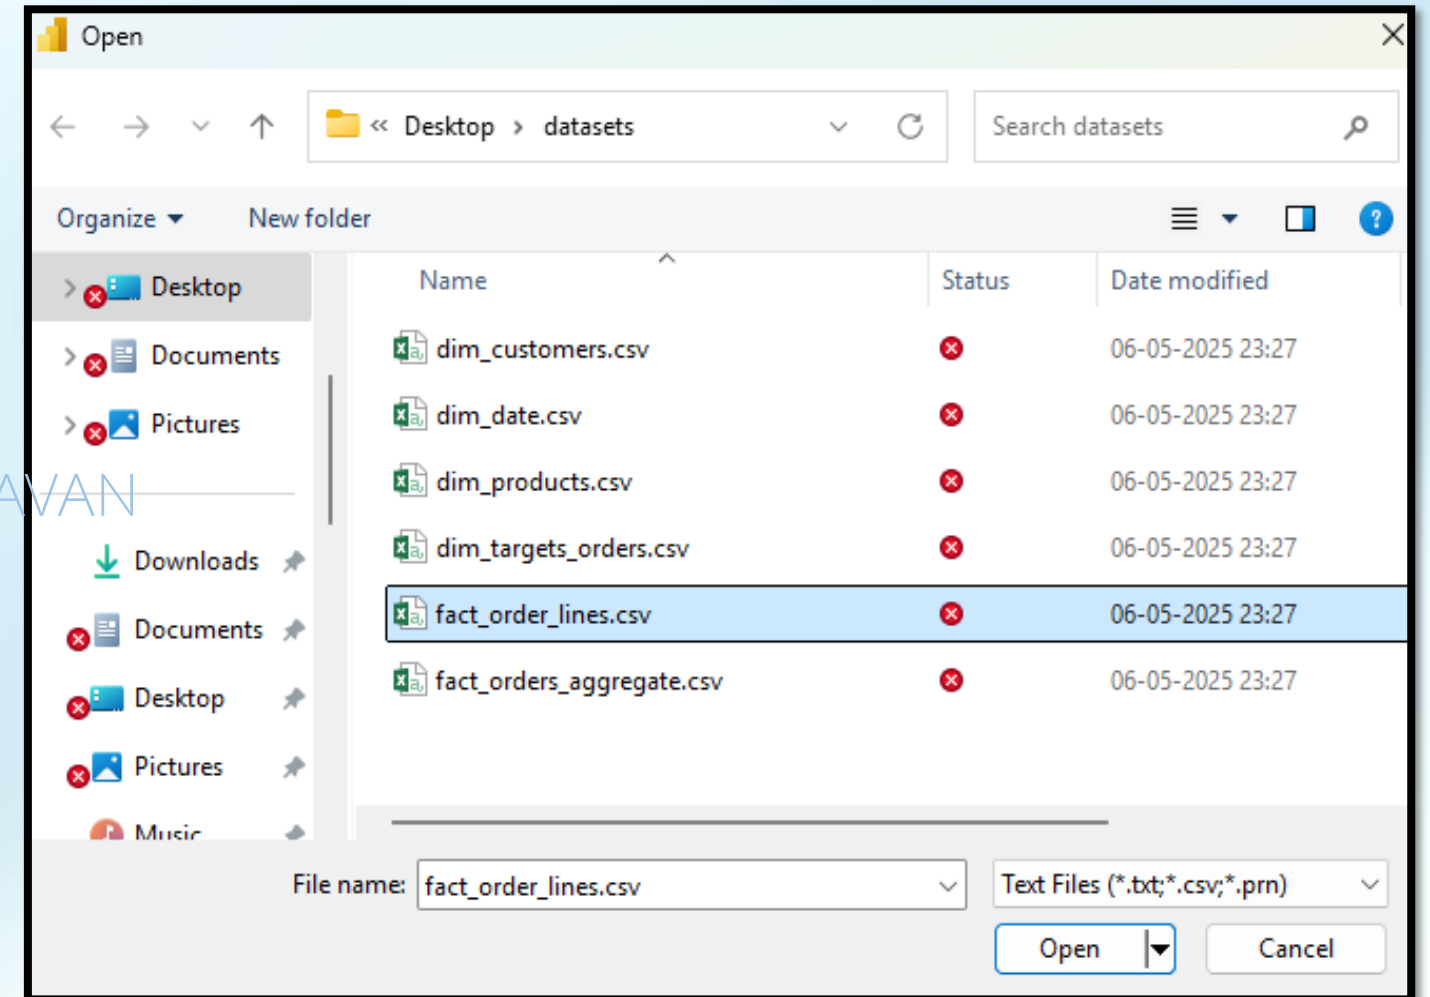 Open
Desktop > datasets
Search datasets
Organize
New folder
Desktop
Documents
Pictures
AVAN
Downloads
Documents
Desktop
Pictures
Music
Name Status Date modified
dim_customers.csv 06-05-2025 23:27
dim_date.csv 06-05-2025 23:27
dim_products.csv 06-05-2025 23:27
dim_targets_orders.csv 06-05-2025 23:27
fact_order_lines.csv 06-05-2025 23:27
fact_orders_aggregate.csv 06-05-2025 23:27
File name: fact_order_lines.csv
Text Files (*.txt;*.csv;*.prn)
Open
Cancel